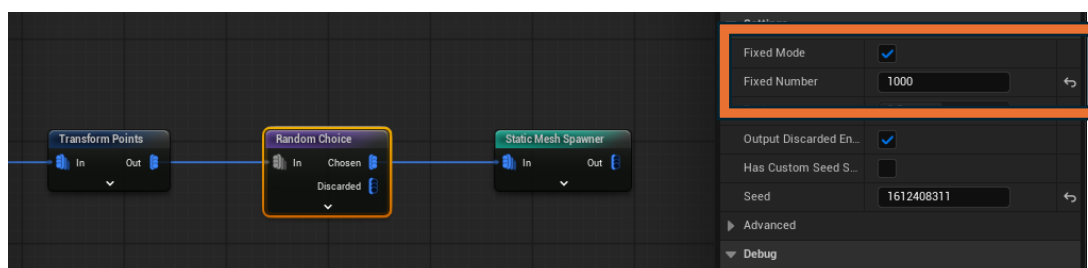 Transform Points
In Out
Random Choice
In Chosen
Discarded
Static Mesh Spawner
In Out
Settings
Fixed Mode
Fixed Number 1000
Output Discarded En...
Has Custom Seed S...
Seed 1612408311
Advanced
Debug